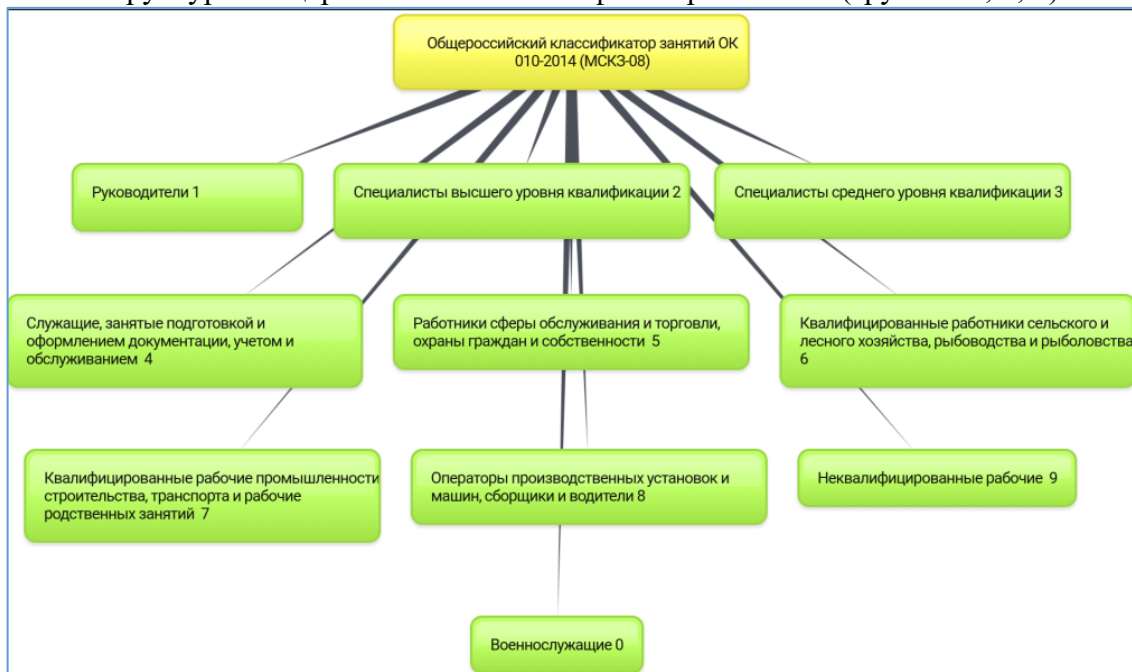 Общероссийский классификатор занятий ОК
010-2014 (МСКЗ-08)
Руководители 1
Специалисты высшего уровня квалификации 2
Специалисты среднего уровня квалификации 3
Служащие, занятые подготовкой и
оформлением документации, учетом и
обслуживанием 4
Работники сферы обслуживания и торговли,
охраны граждан и собственности 5
Квалифицированные работники сельского и
лесного хозяйства, рыбоводства и рыболовства
6
Квалифицированные рабочие промышленности
строительства, транспорта и рабочие
родственных занятий 7
Операторы производственных установок и
машин, сборщики и водители 8
Неквалифицированные рабочие 9
Военнослужащие 0